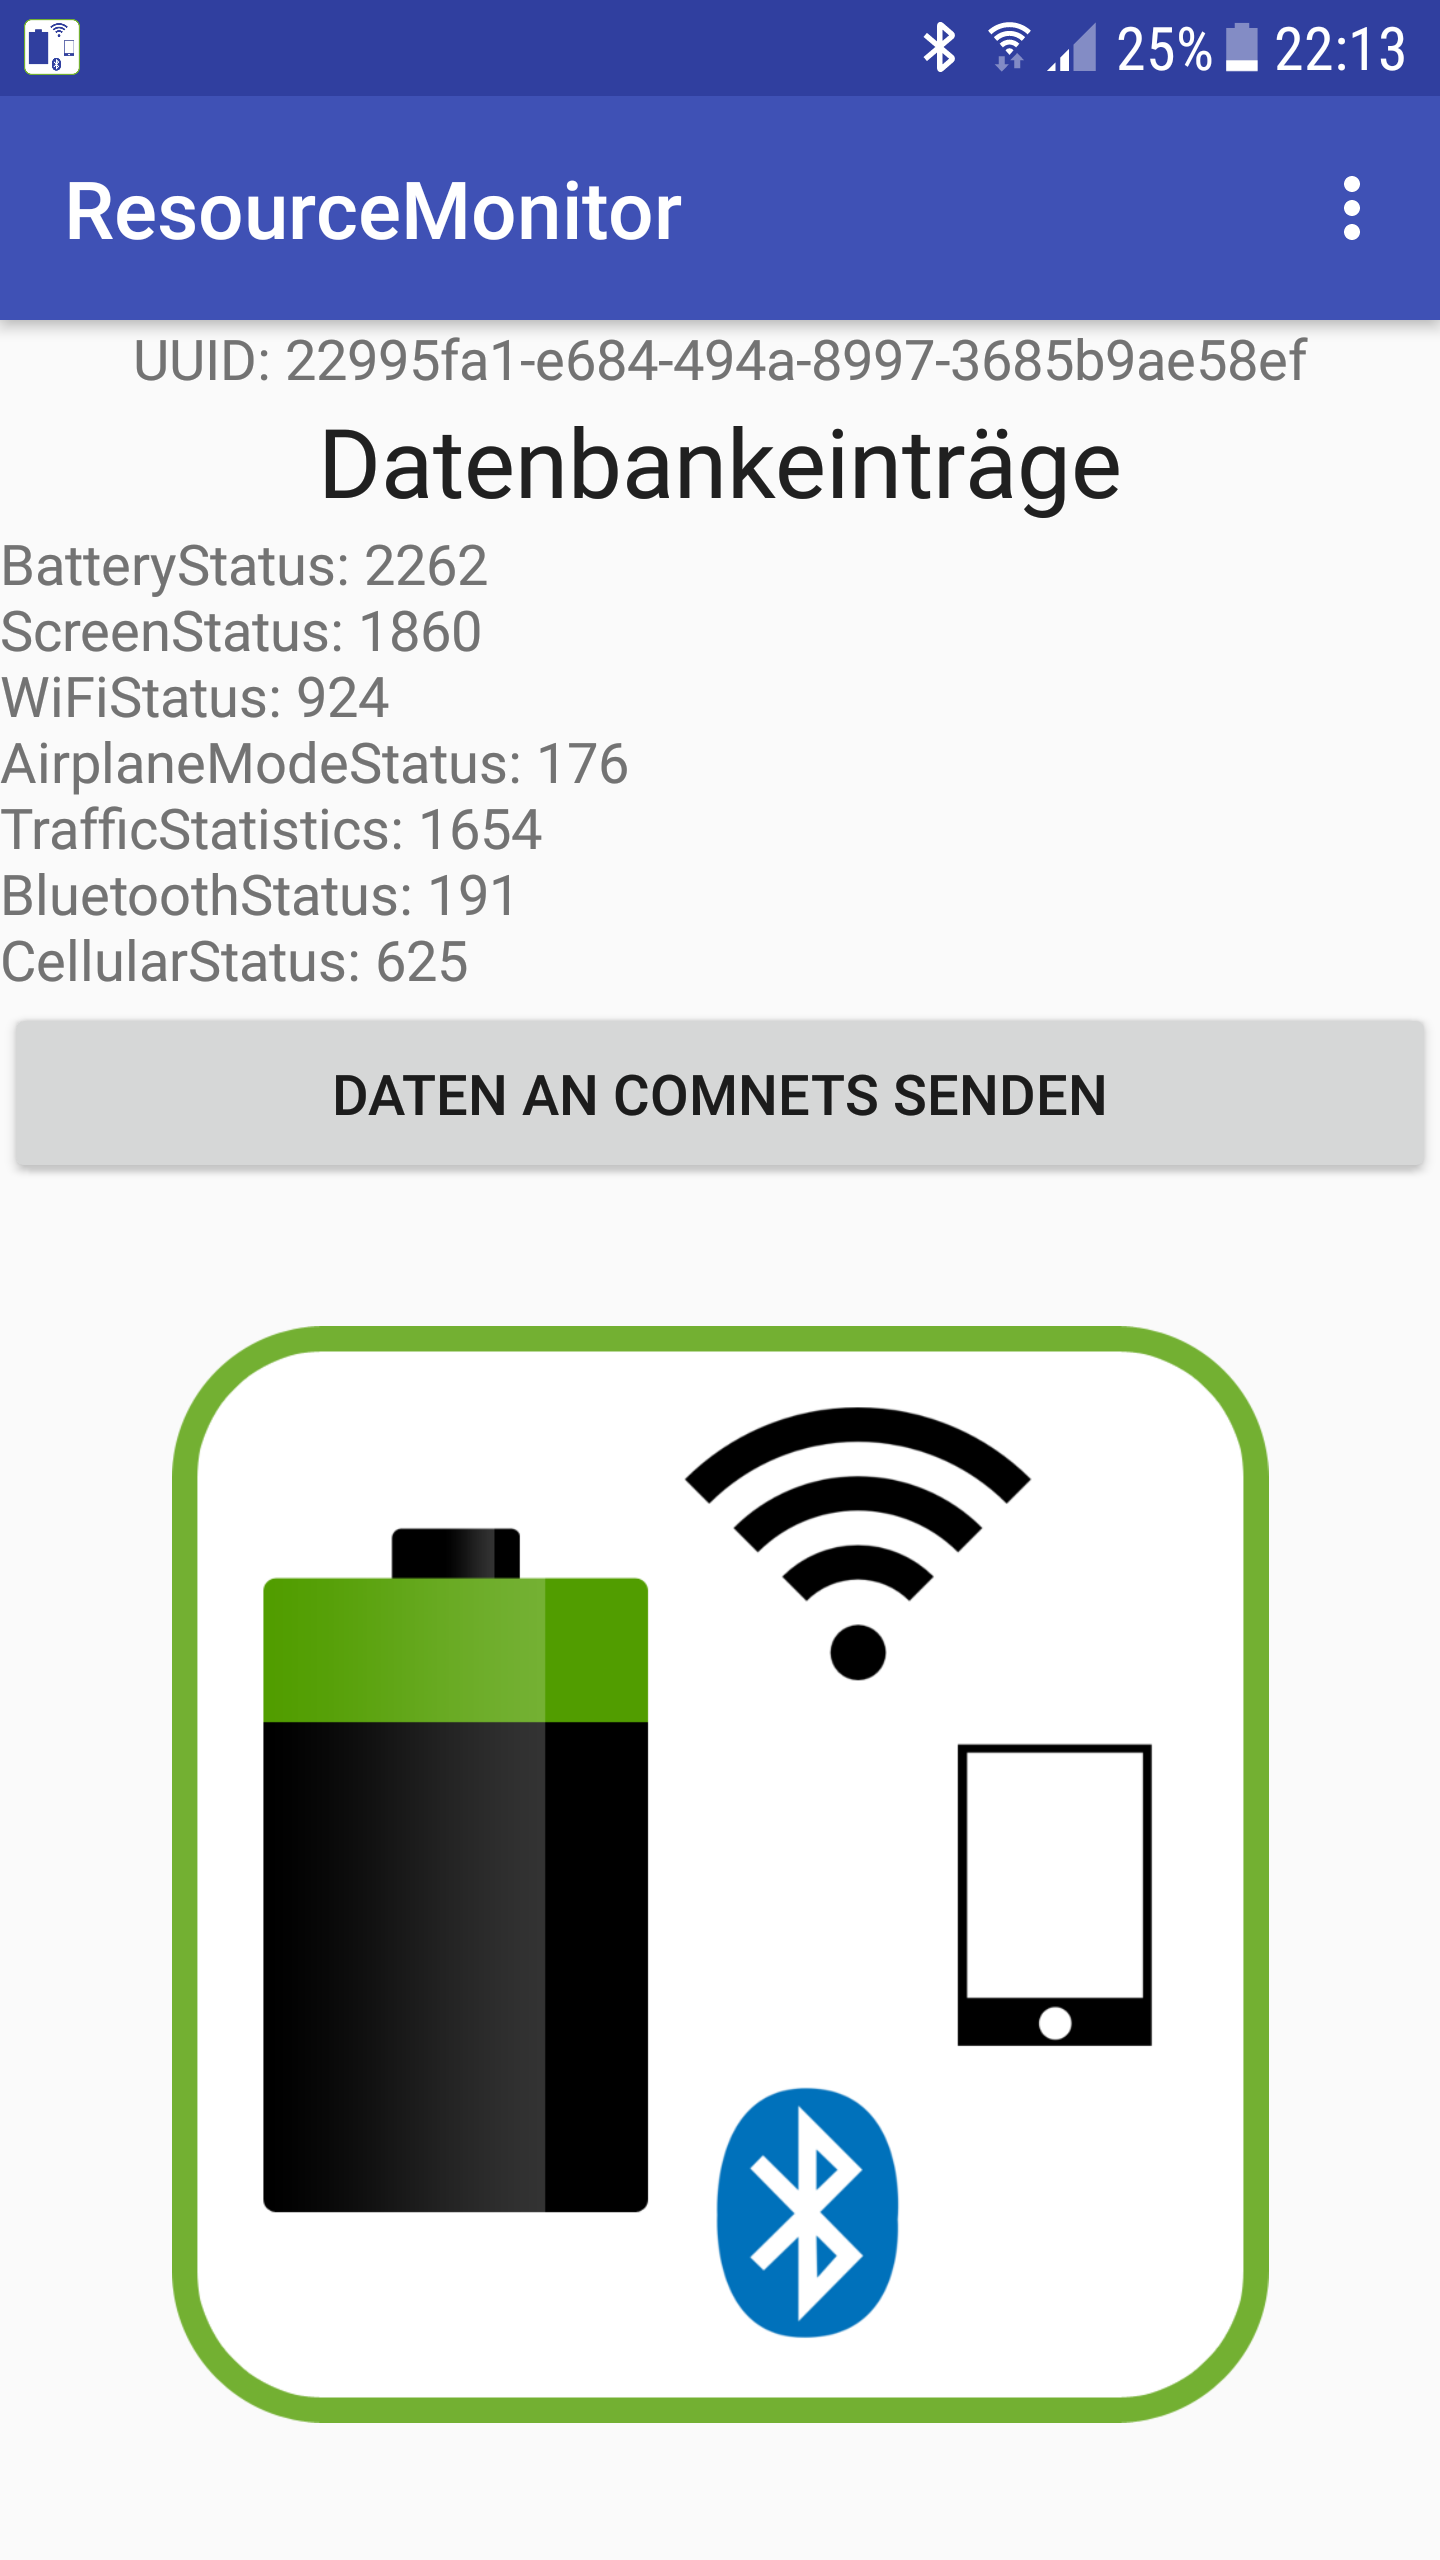 25% 22:13
ResourceMonitor
UUID: 22995fa1-e684-494a-8997-3685b9ae58ef
Datenbankeinträge
BatteryStatus: 2262
ScreenStatus: 1860
WiFiStatus: 924
AirplaneModeStatus: 176
TrafficStatistics: 1654
BluetoothStatus: 191
CellularStatus: 625
DATEN AN COMNETS SENDEN